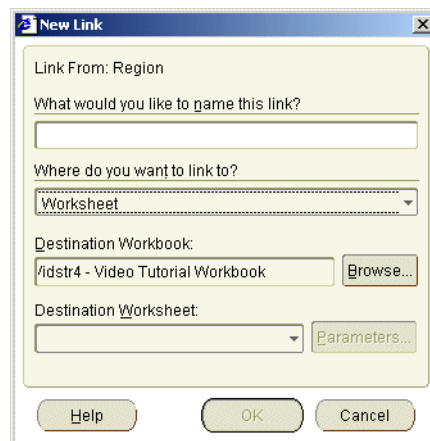 New Link
Link From: Region
What would you like to name this link?
Where do you want to link to?
Worksheet
Destination Workbook:
Vidstr4 - Video Tutorial Workbook
Browse...
Destination Worksheet:
Parameters...
Help
OK
Cancel